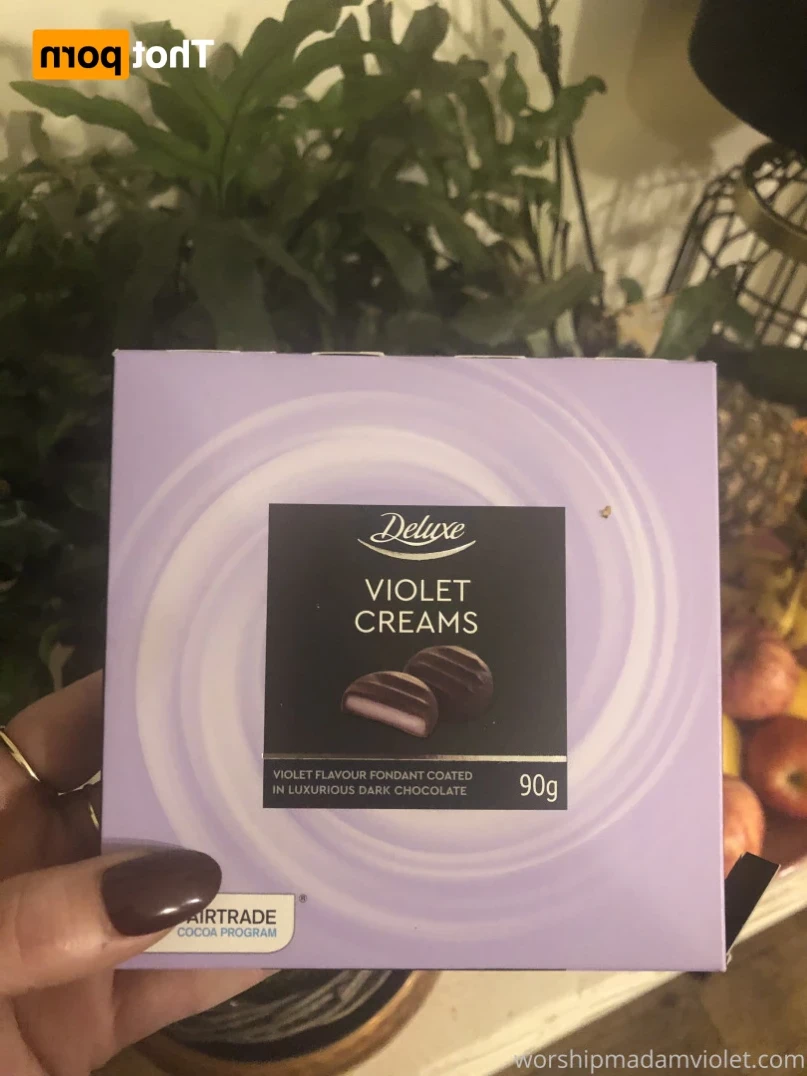 Thotporn
Deluxe
VIOLET
CREAMS
VIOLET FLAVOUR FONDANT COATED
IN LUXURIOUS DARK CHOCOLATE
90g
AIRTRADE®
COCOA PROGRAM
worshipmadamviolet.com